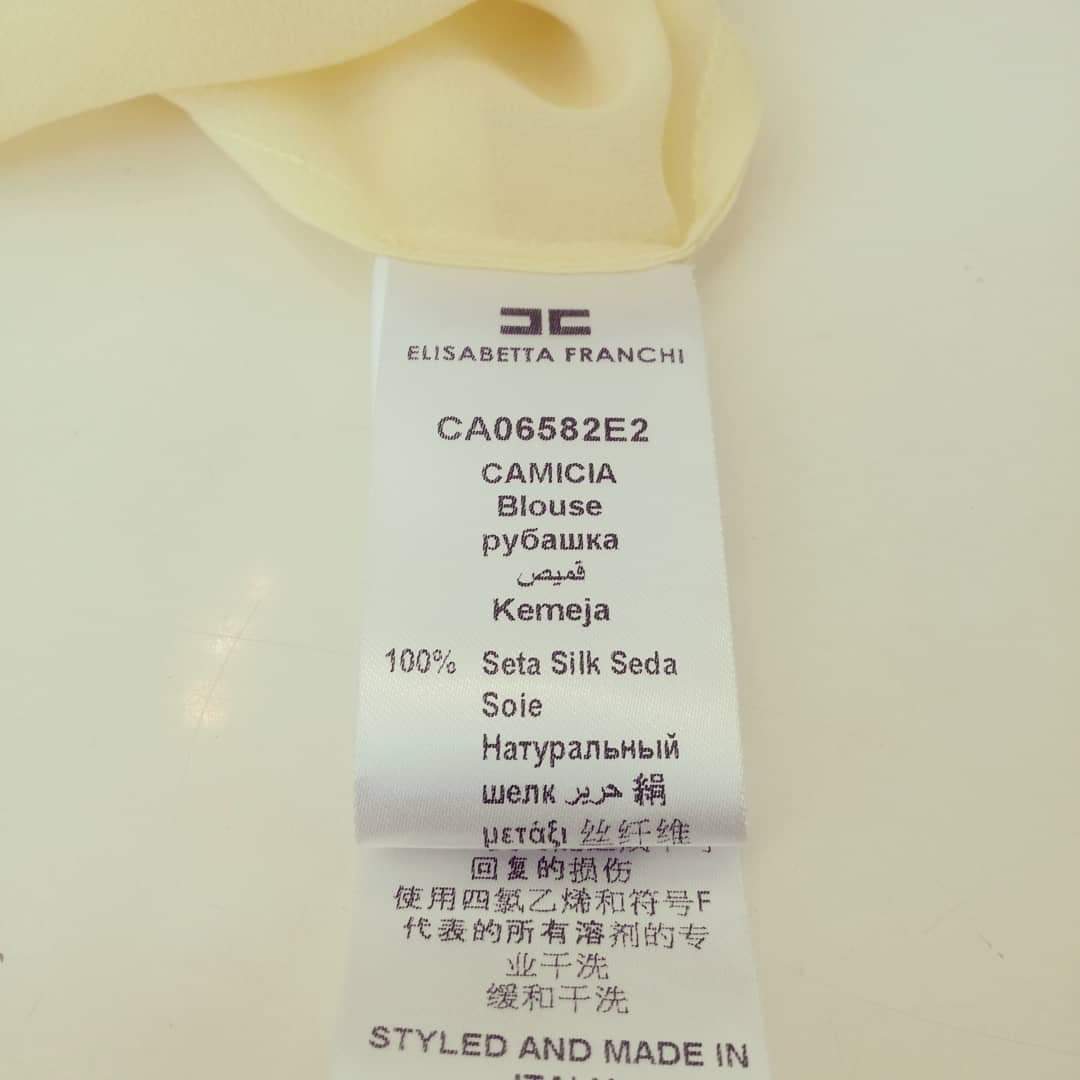 ELISABETTA FRANCHI
CA06582E2
CAMICIA
Blouse
рубашка
قميص
Kemeja
100% Seta Silk Seda
Soie
Натуральный
шелк حرير 絹
μετάξι 丝纤维
回复的损伤
使用四氯乙烯和符号F
代表的所有溶剂的专
业干洗
缓和干洗
STYLED AND MADE IN